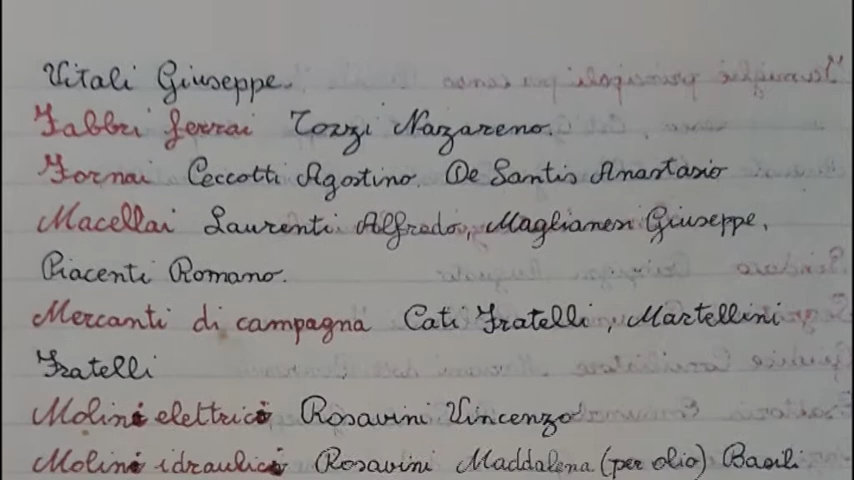 Vitali Giuseppe.
Fabbri ferrai Tozzi Nazareno.
Fornai Ceccotti Agostino. De Santis Anastasio
Macellai Laurenti Alfredo, Maglianesi Giuseppe,
Piacenti Romano.
Mercanti di campagna Cati Fratelli, Martellini
Fratelli
Molini elettrici Rosavini Vincenzo
Molini idraulici Rosavini Maddalena (per olio) Basili